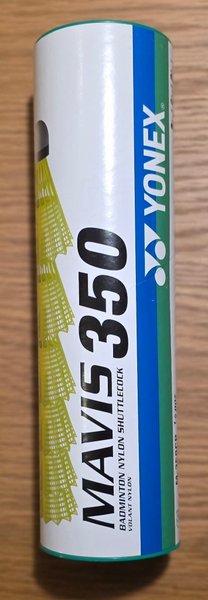 YONEX®
MAVIS 350
BADMINTON NYLON SHUTTLECOCK
VOLANT NYLON